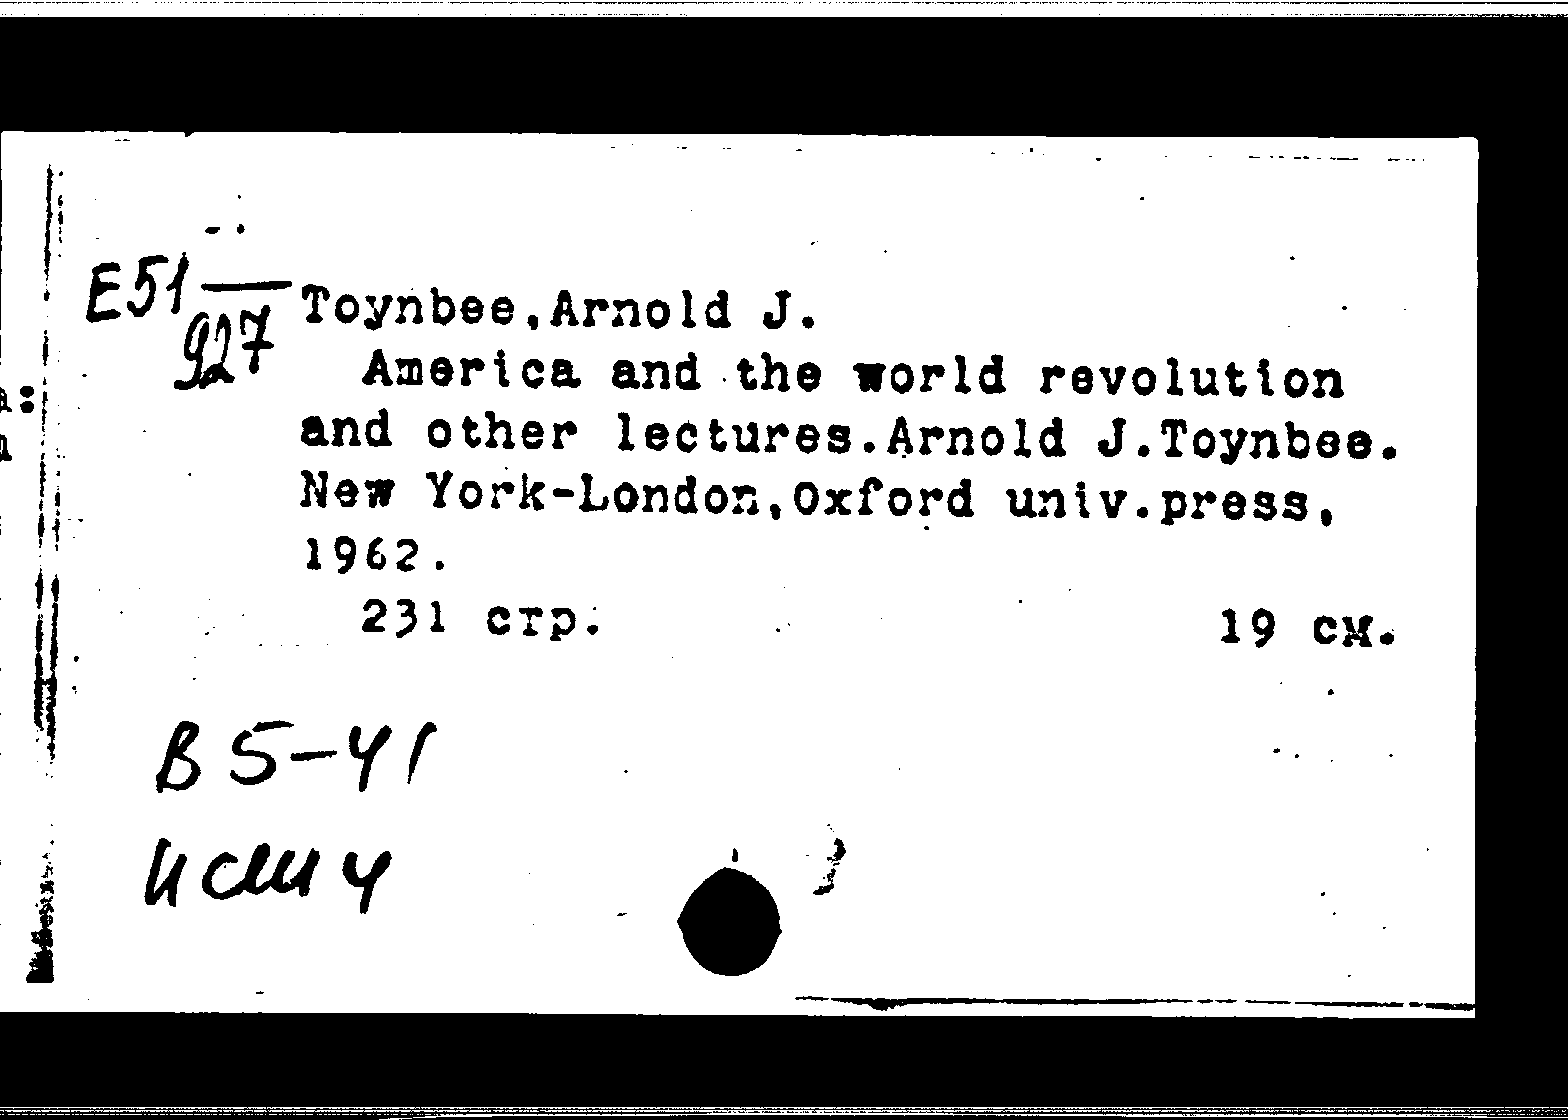 E51
927
Toynbee,Arnold J.
America and the world revolution
and other lectures.Arnold J.Toynbee.
New York-London,Oxford univ.press,
1962.
231 стр. 19 см.
B5-41